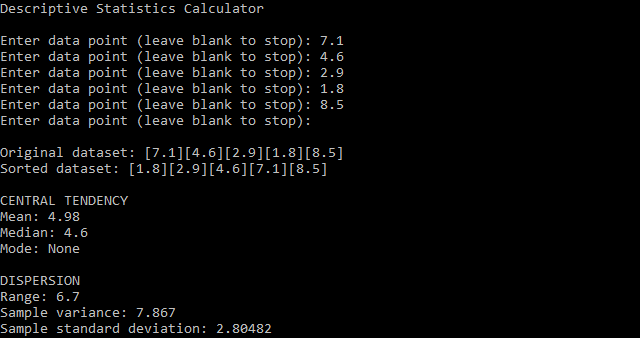 Descriptive Statistics Calculator
Enter data point (leave blank to stop): 7.1
Enter data point (leave blank to stop): 4.6
Enter data point (leave blank to stop): 2.9
Enter data point (leave blank to stop): 1.8
Enter data point (leave blank to stop): 8.5
Enter data point (leave blank to stop):
Original dataset: [7.1][4.6][2.9][1.8][8.5]
Sorted dataset: [1.8][2.9][4.6][7.1][8.5]
CENTRAL TENDENCY
Mean: 4.98
Median: 4.6
Mode: None
DISPERSION
Range: 6.7
Sample variance: 7.867
Sample standard deviation: 2.80482